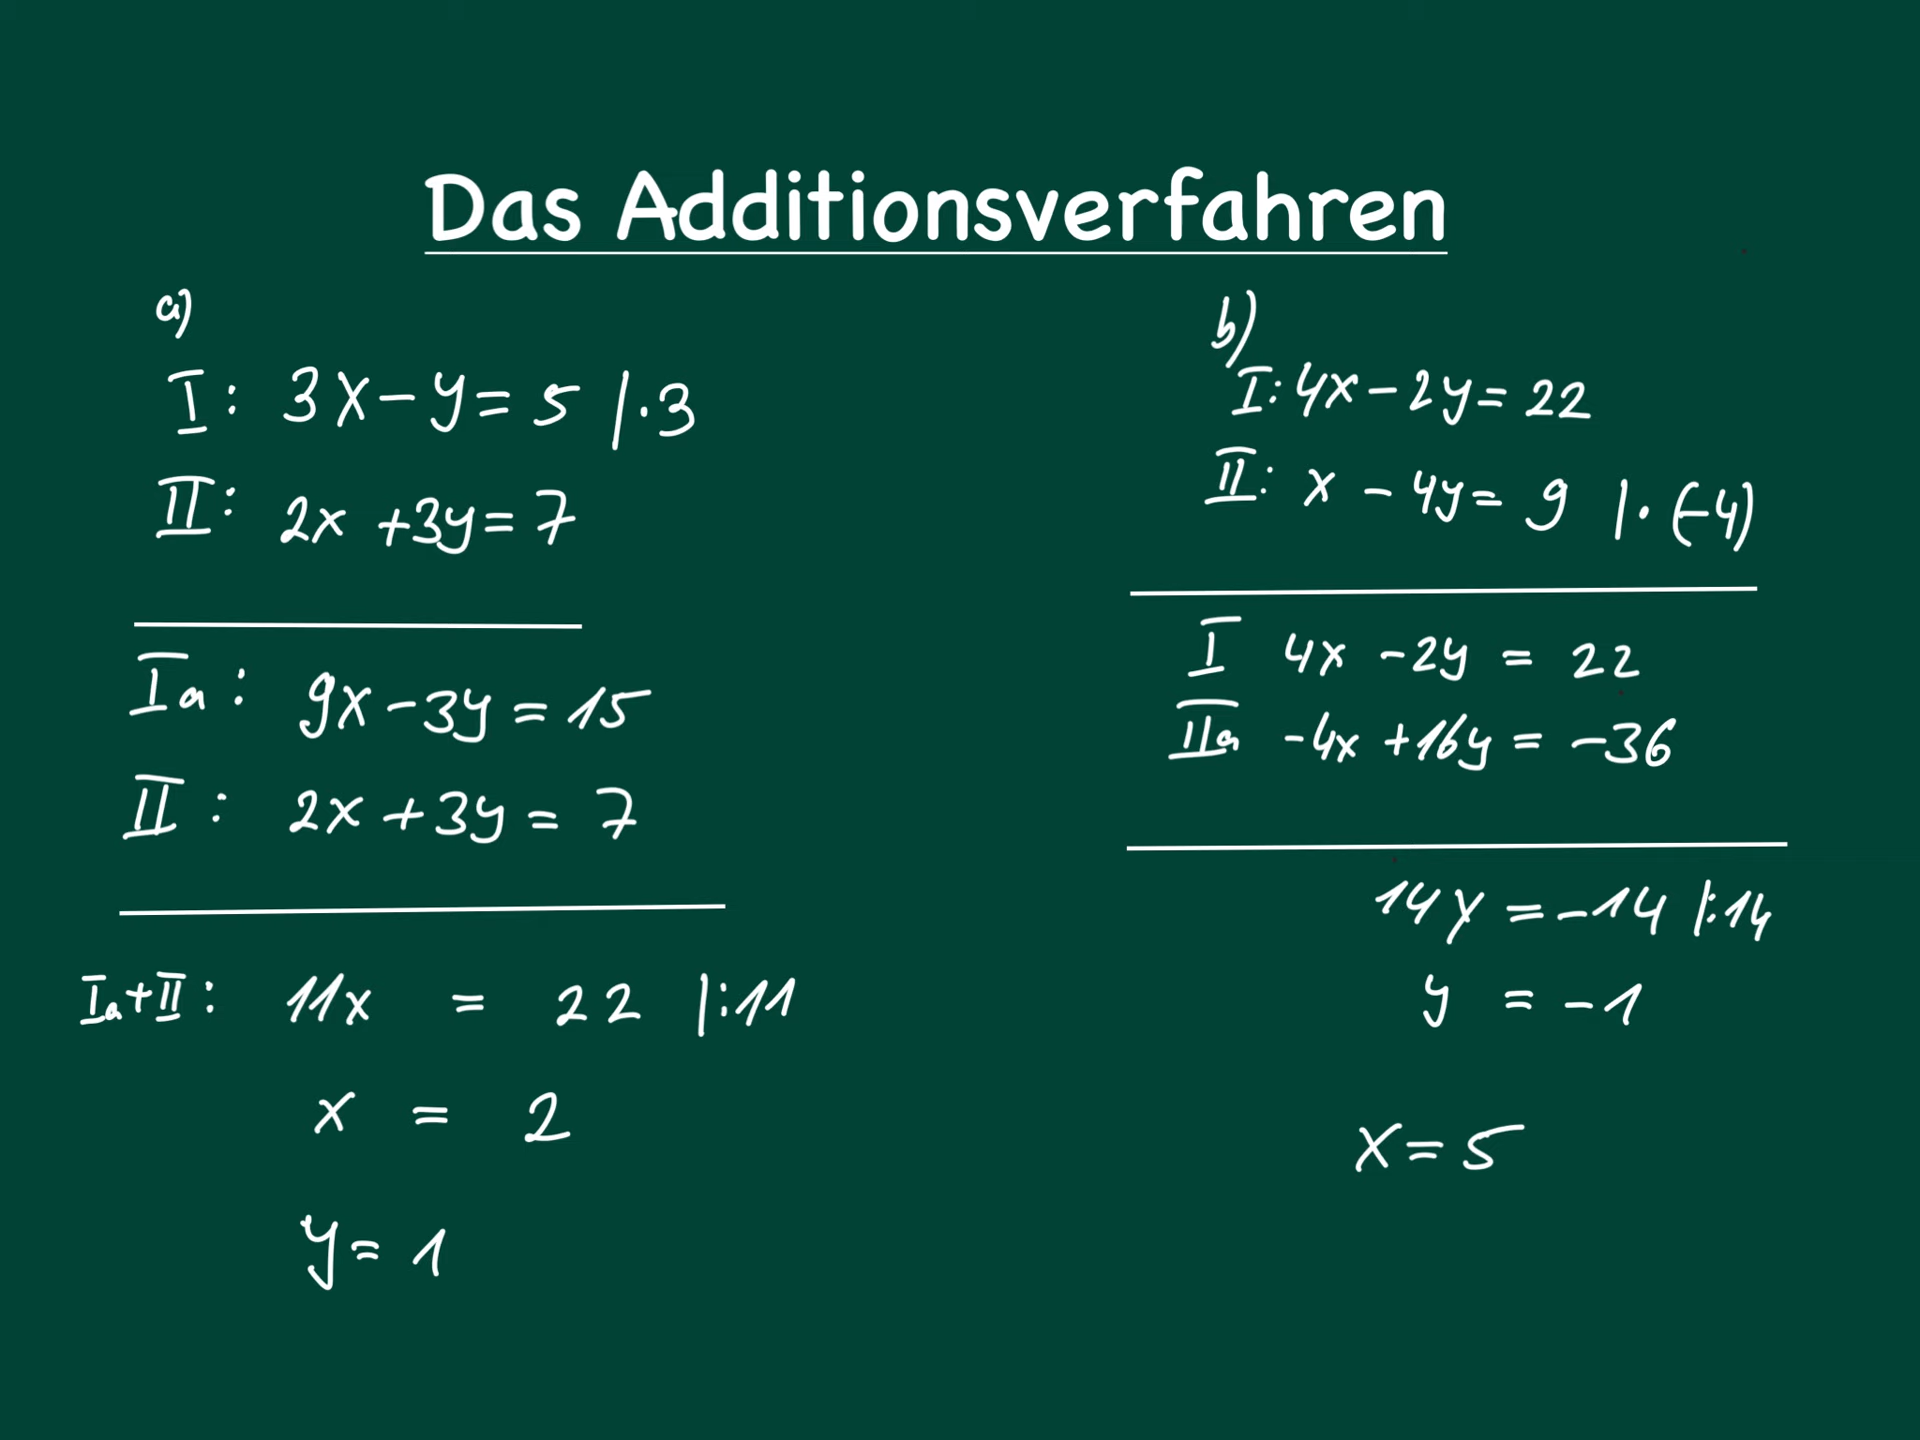 Das Additionsverfahren
a)
I: 3x - y = 5 | · 3
II: 2x + 3y = 7
Ia: 9x - 3y = 15
II: 2x + 3y = 7
Ia+II: 11x = 22 | : 11
x = 2
y = 1
b)
I: 4x - 2y = 22
II: x - 4y = 9 | · (-4)
I 4x - 2y = 22
IIa -4x + 16y = -36
14y = -14 | : 14
y = -1
x = 5